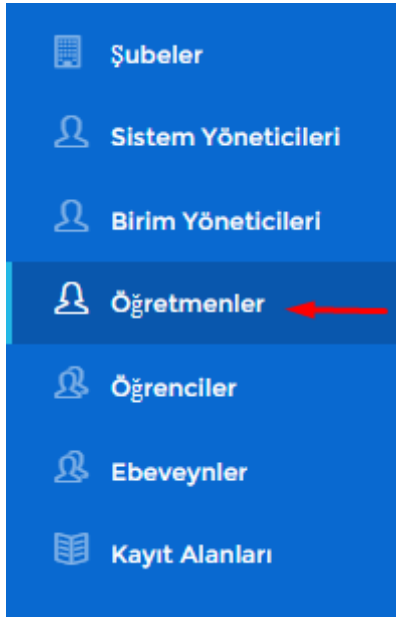 Şubeler
Sistem Yöneticileri
Birim Yöneticileri
Öğretmenler
Öğrenciler
Ebeveynler
Kayıt Alanları